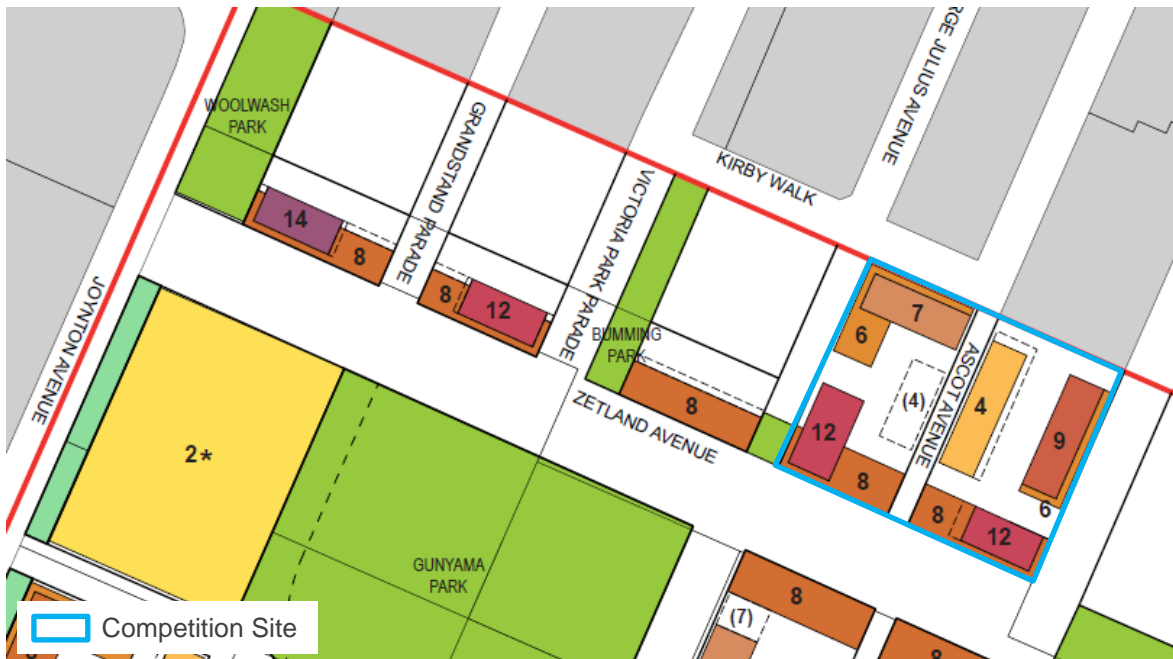 RGE JULIUS AVENUE
WOOLWASH
PARK
GRANDSTAND PARADE
KIRBY WALK
VICTORIA PARK PARADE
14
8
8
12
7
6
BUMMING
PARK
ASCOT AVENUE
(4)
4
JOYNTON AVENUE
ZETLAND AVENUE
8
12
9
2*
8
8
6
12
GUNYAMA
PARK
8
(7)
8
Competition Site